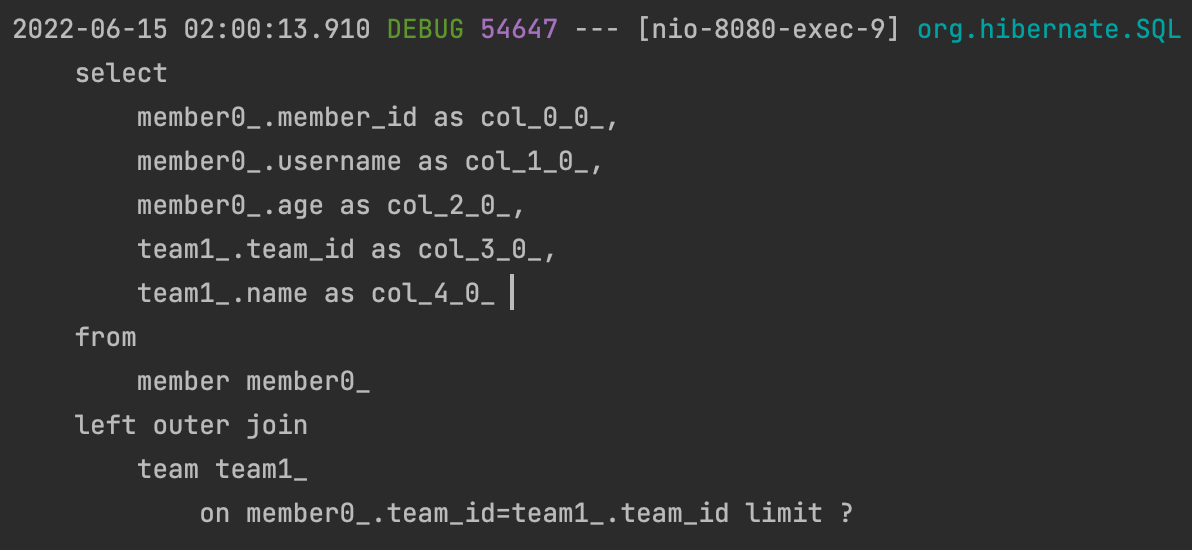 2022-06-15 02:00:13.910 DEBUG 54647 --- [nio-8080-exec-9] org.hibernate.SQL
    select
        member0_.member_id as col_0_0_,
        member0_.username as col_1_0_,
        member0_.age as col_2_0_,
        team1_.team_id as col_3_0_,
        team1_.name as col_4_0_
    from
        member member0_
    left outer join
        team team1_
            on member0_.team_id=team1_.team_id limit ?